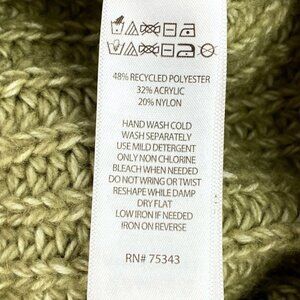 48% RECYCLED POLYESTER
32% ACRYLIC
20% NYLON
HAND WASH COLD
WASH SEPARATELY
USE MILD DETERGENT
ONLY NON CHLORINE
BLEACH WHEN NEEDED
DO NOT WRING OR TWIST
RESHAPE WHILE DAMP
DRY FLAT
LOW IRON IF NEEDED
IRON ON REVERSE
RN# 75343